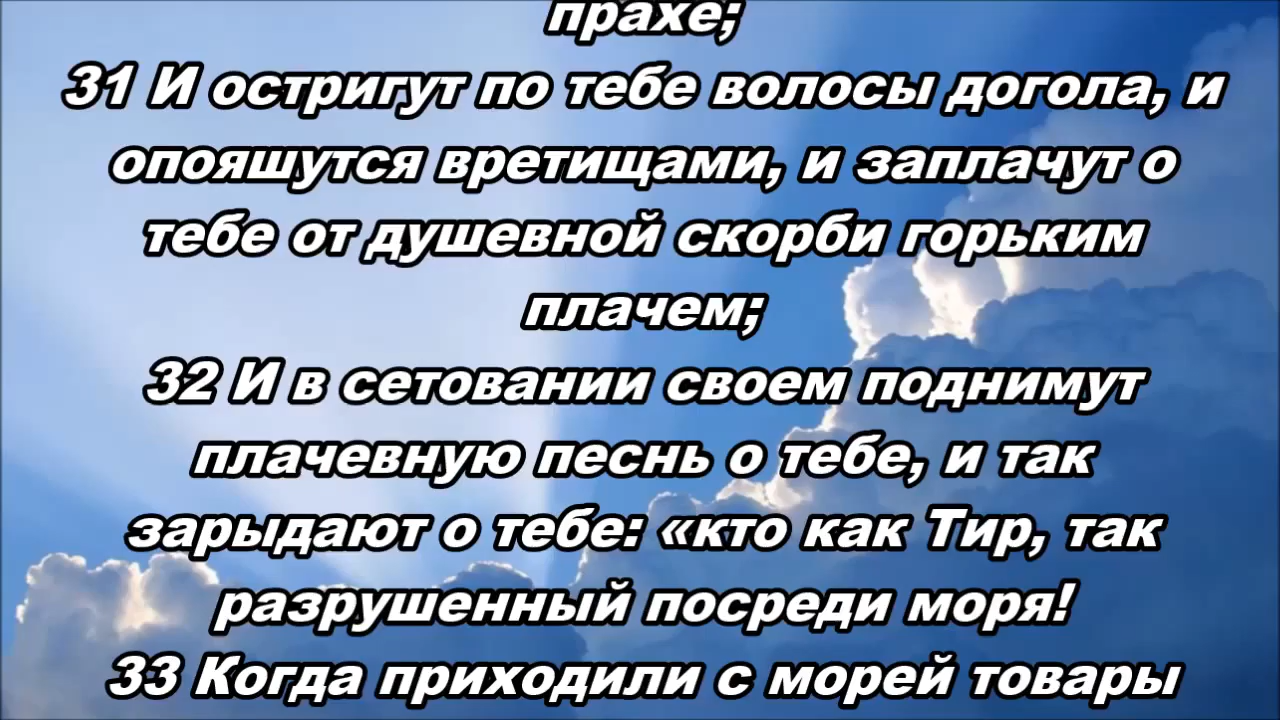 прахе;
31 И остригут по тебе волосы догола, и
опояшутся вретищами, и заплачут о
тебе от душевной скорби горьким
плачем;
32 И в сетовании своем поднимут
плачевную песнь о тебе, и так
зарыдают о тебе: «кто как Тир, так
разрушенный посреди моря!
33 Когда приходили с морей товары